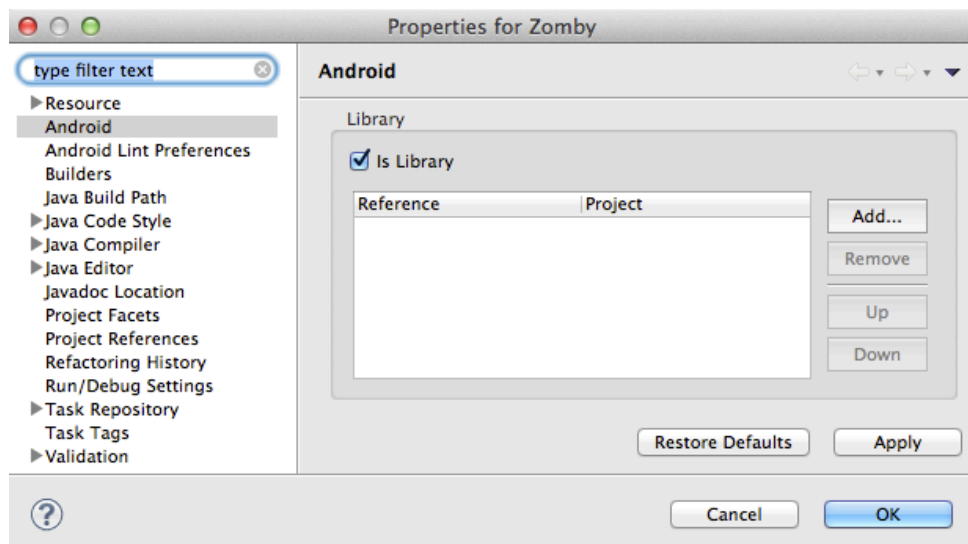 Properties for Zomby
type filter text
Resource
Android
Android Lint Preferences
Builders
Java Build Path
Java Code Style
Java Compiler
Java Editor
Javadoc Location
Project Facets
Project References
Refactoring History
Run/Debug Settings
Task Repository
Task Tags
Validation
Android
Library
Is Library
Reference Project
Add...
Remove
Up
Down
Restore Defaults Apply
? Cancel OK